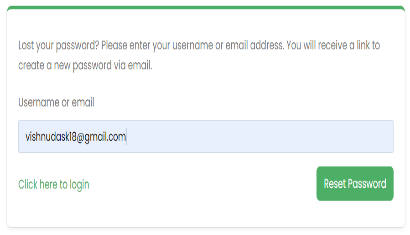 Lost your password? Please enter your username or email address. You will receive a link to
create a new password via email.
Username or email
vishnudask18@gmail.com
Click here to login
Reset Password